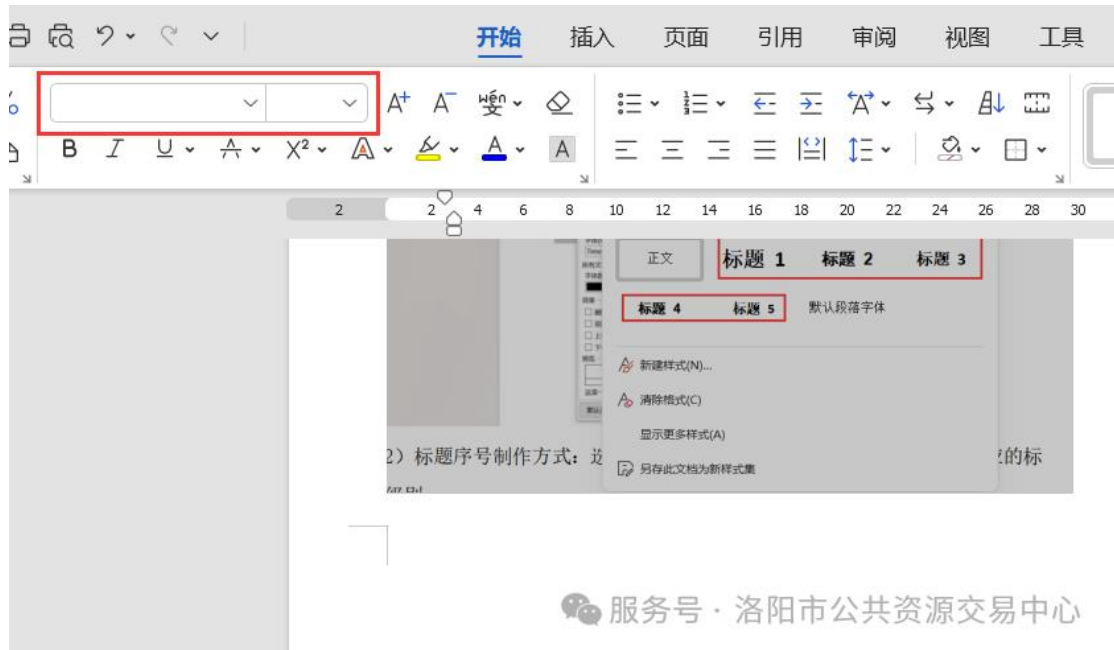 开始 插入 页面 引用 审阅 视图 工具
A+ A- wén 变
B I U A X² A A A
2 2 4 6 8 10 12 14 16 18 20 22 24 26 28 30
正文 标题 1 标题 2 标题 3
标题 4 标题 5 默认段落字体
新建样式(N)...
清除格式(C)
显示更多样式(A)
2）标题序号制作方式：
的标
另存此文档为新样式集
服务号 · 洛阳市公共资源交易中心